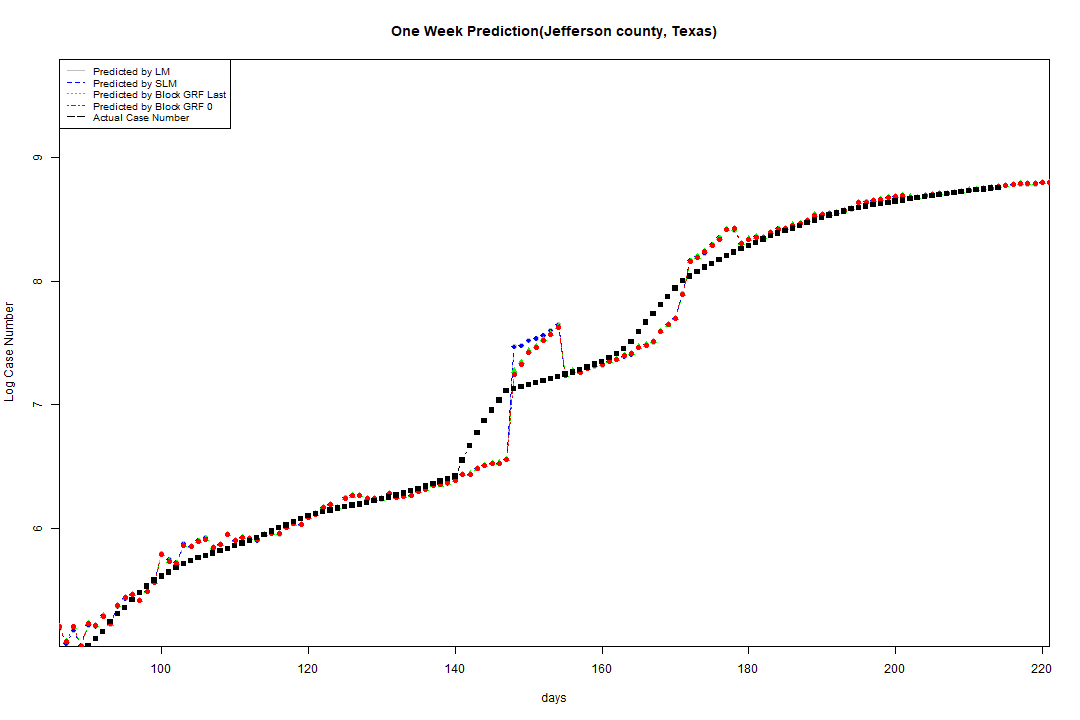 One Week Prediction(Jefferson county, Texas)
Predicted by LM
Predicted by SLM
Predicted by Block GRF Last
Predicted by Block GRF 0
Actual Case Number
9
8
7
6
Log Case Number
100 120 140 160 180 200 220
days